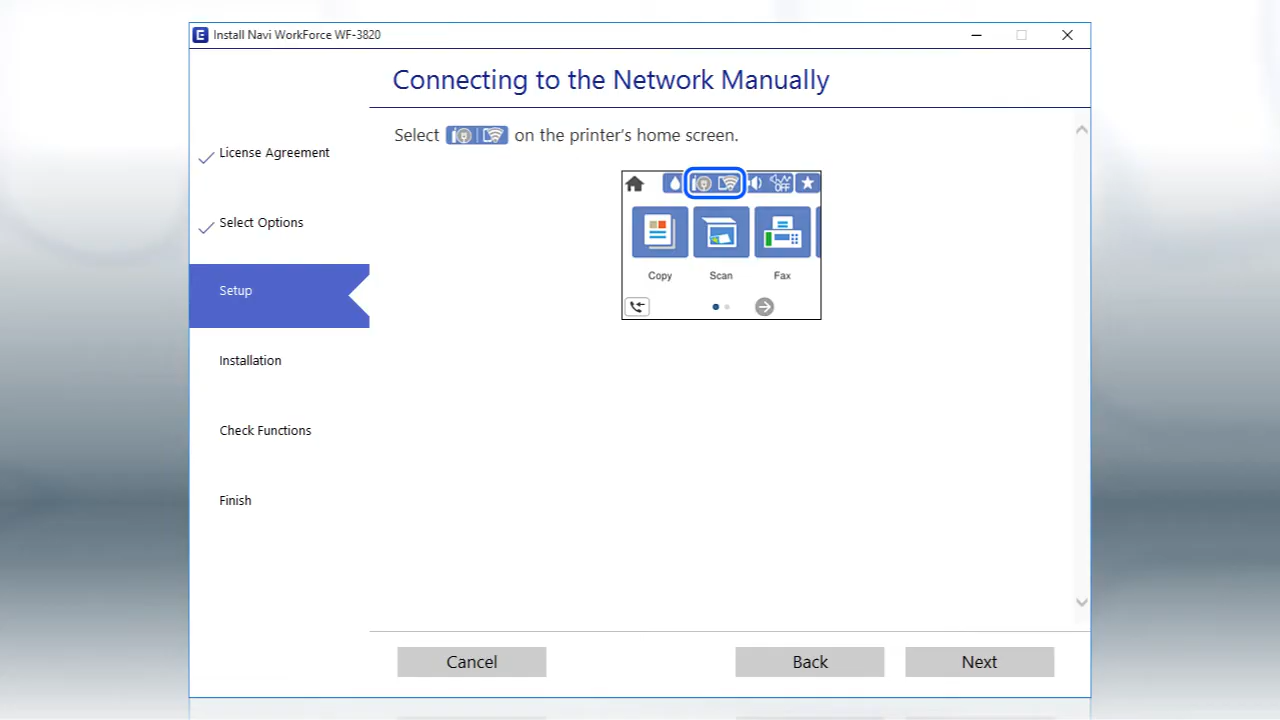 E Install Navi WorkForce WF-3820
Connecting to the Network Manually
License Agreement
Select Options
Setup
Installation
Check Functions
Finish
Select on the printer's home screen.
OFF
Copy Scan Fax
Cancel Back Next